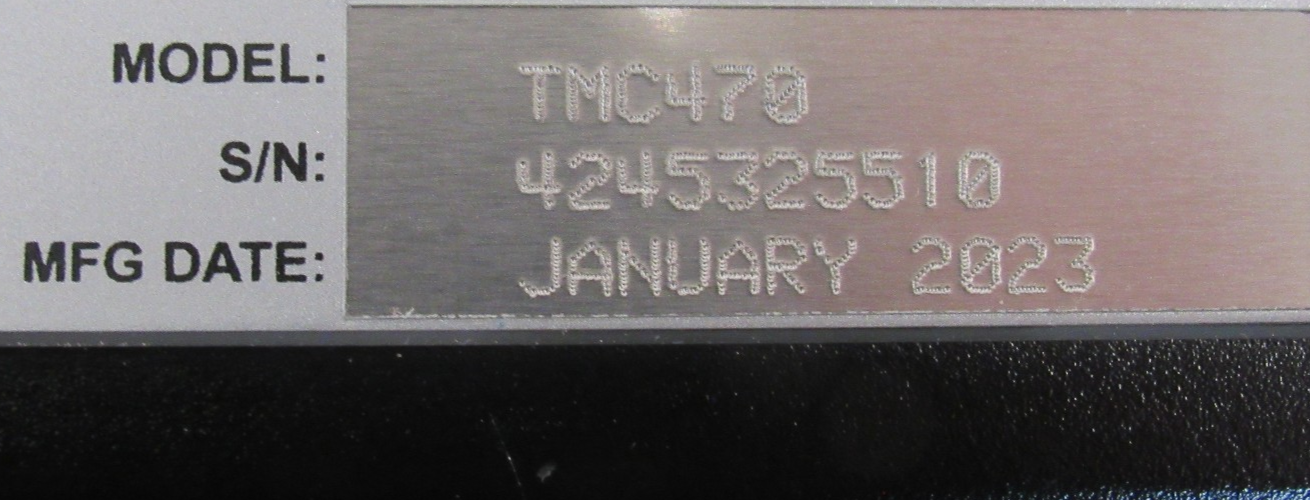 MODEL: TMC470
S/N: 4245325510
MFG DATE: JANUARY 2023